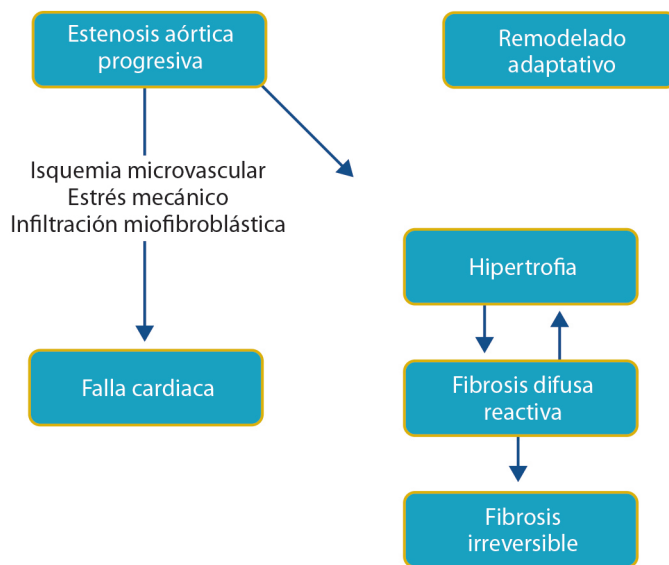 Estenosis aórtica
progresiva
Remodelado
adaptativo
Isquemia microvascular
Estrés mecánico
Infiltración miofibroblástica
Hipertrofia
Falla cardiaca
Fibrosis difusa
reactiva
Fibrosis
irreversible